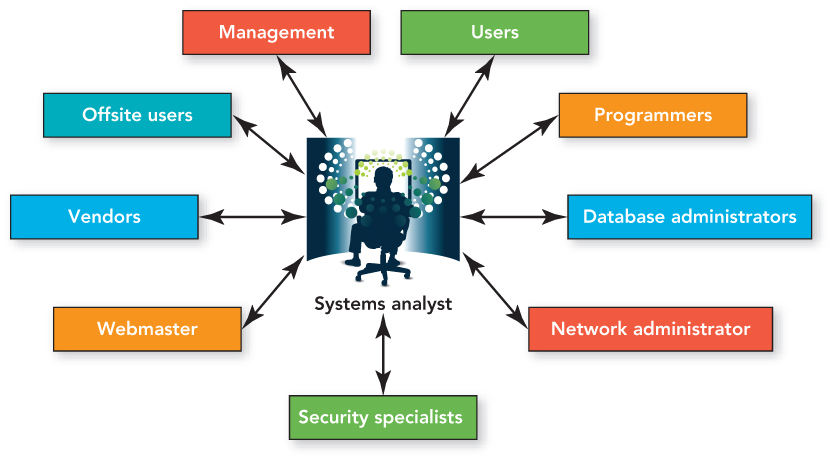 Management
Users
Offsite users
Programmers
Vendors
Database administrators
Systems analyst
Webmaster
Network administrator
Security specialists